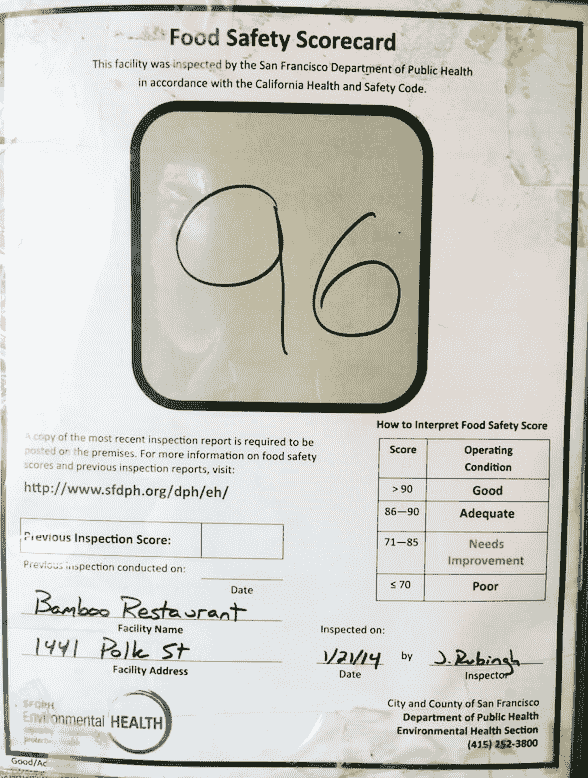 Food Safety Scorecard
This facility was inspected by the San Francisco Department of Public Health
in accordance with the California Health and Safety Code.
96
A copy of the most recent inspection report is required to be
posted on the premises. For more information on food safety
scores and previous inspection reports, visit:
http://www.sfdph.org/dph/eh/
Previous Inspection Score:
Previous inspection conducted on:
Date
Bamboo Restaurant
Facility Name
1441 Polk St
Facility Address
How to Interpret Food Safety Score
Score Operating Condition
> 90 Good
86—90 Adequate
71—85 Needs Improvement
≤ 70 Poor
Inspected on:
1/21/14 by J. Rubingh
Date Inspector
SFDPH
Environmental HEALTH
City and County of San Francisco
Department of Public Health
Environmental Health Section
(415) 252-3800
Good/Ac